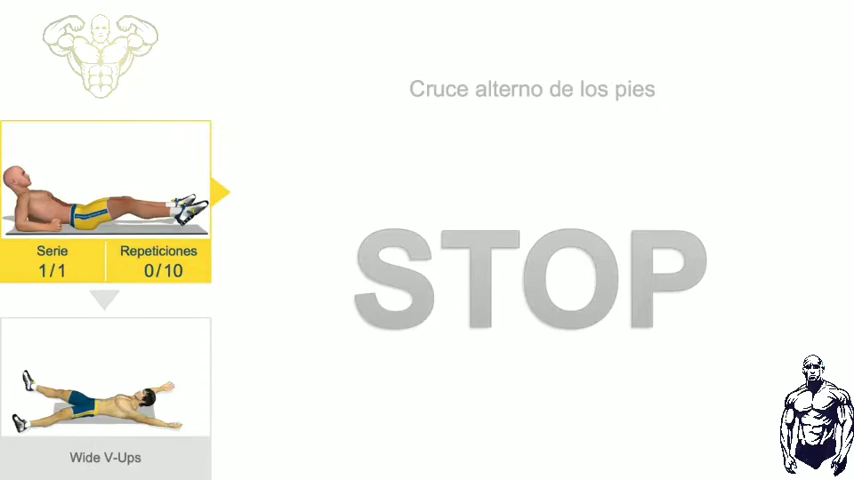 Cruce alterno de los pies
Serie
1/1
Repeticiones
0/10
STOP
Wide V-Ups